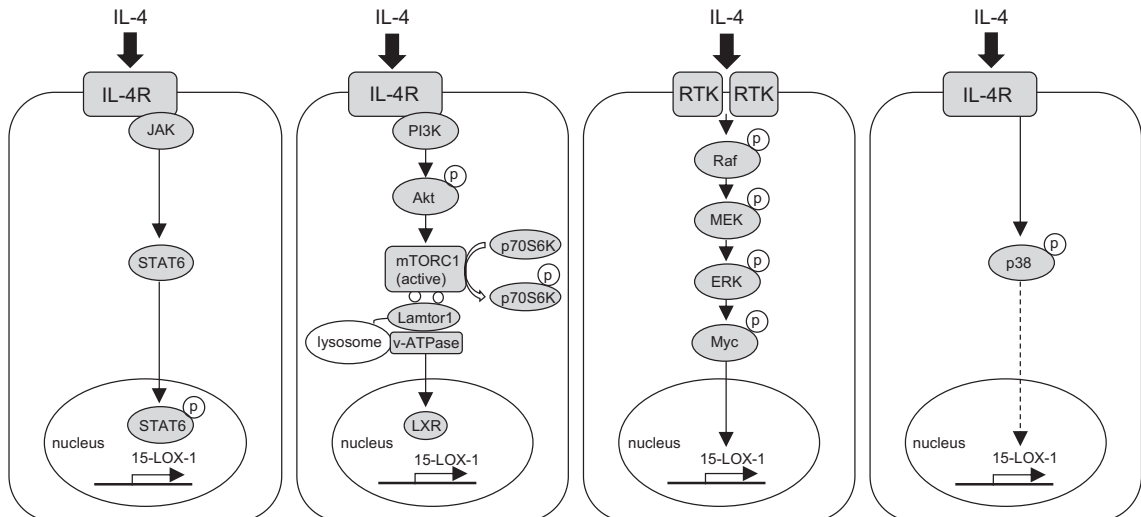 IL-4
IL-4R
JAK
STAT6
STAT6
p
nucleus
15-LOX-1
IL-4
IL-4R
PI3K
p
Akt
mTORC1
(active)
p70S6K
p
p70S6K
Lamtor1
lysosome
v-ATPase
LXR
nucleus
15-LOX-1
IL-4
RTK RTK
p
Raf
p
MEK
p
ERK
p
Myc
nucleus
15-LOX-1
IL-4
IL-4R
p
p38
nucleus
15-LOX-1